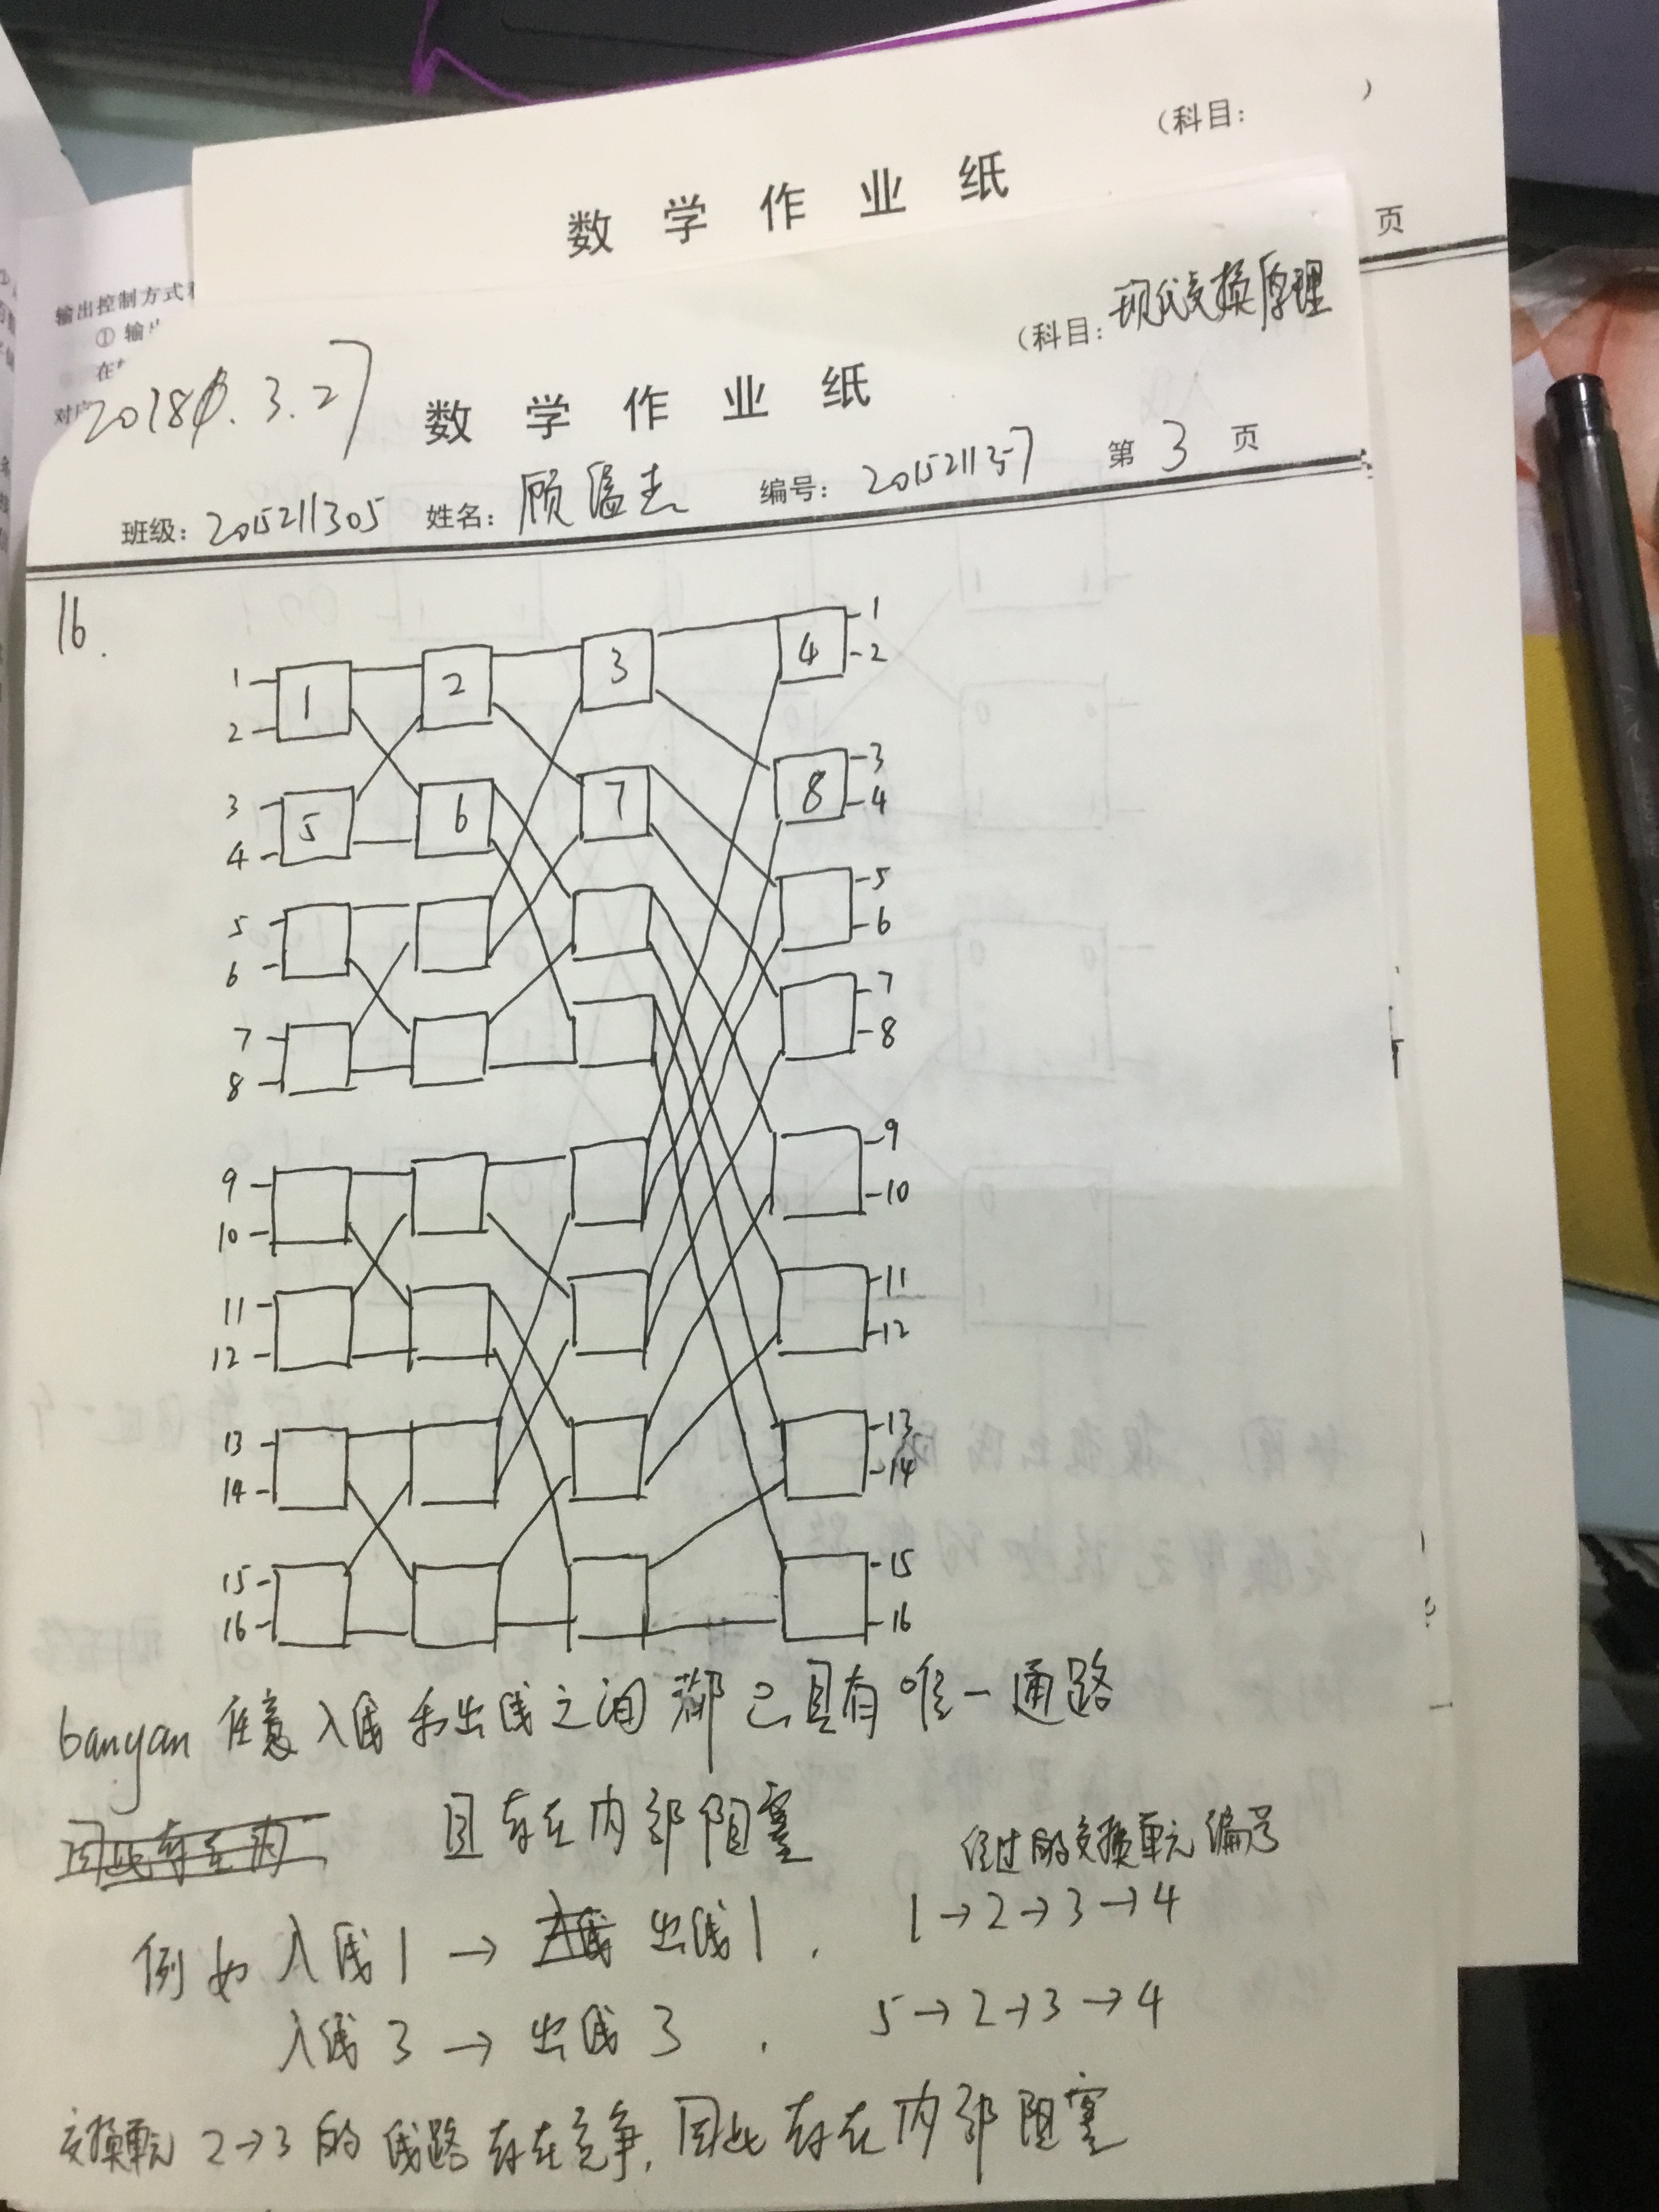 (科目: )
数 学 作 业 纸
页
输出控制方式
① 输
在
对应
(科目: 现代交换原理
2018. 3. 27
数 学 作 业 纸
班级: 2015211305 姓名: 顾 编号: 2015211357 第 3 页
16.
1 1 2 3 4 1
2 2
3 5 6 7 8 3
4 4
5 5
6 6
7 7
8 8
9 9
10 10
11 11
12 12
13 13
14 14
15 15
16 16
banyan 任意入线和出线之间都已具有唯一通路
因此存在内
且存在内部阻塞
经过的交换单元编号
例如 入线1 → 入线 出线1 . 1→2→3→4
入线3 → 出线3 . 5→2→3→4
交换单元 2→3 的线路存在竞争, 因此存在内部阻塞